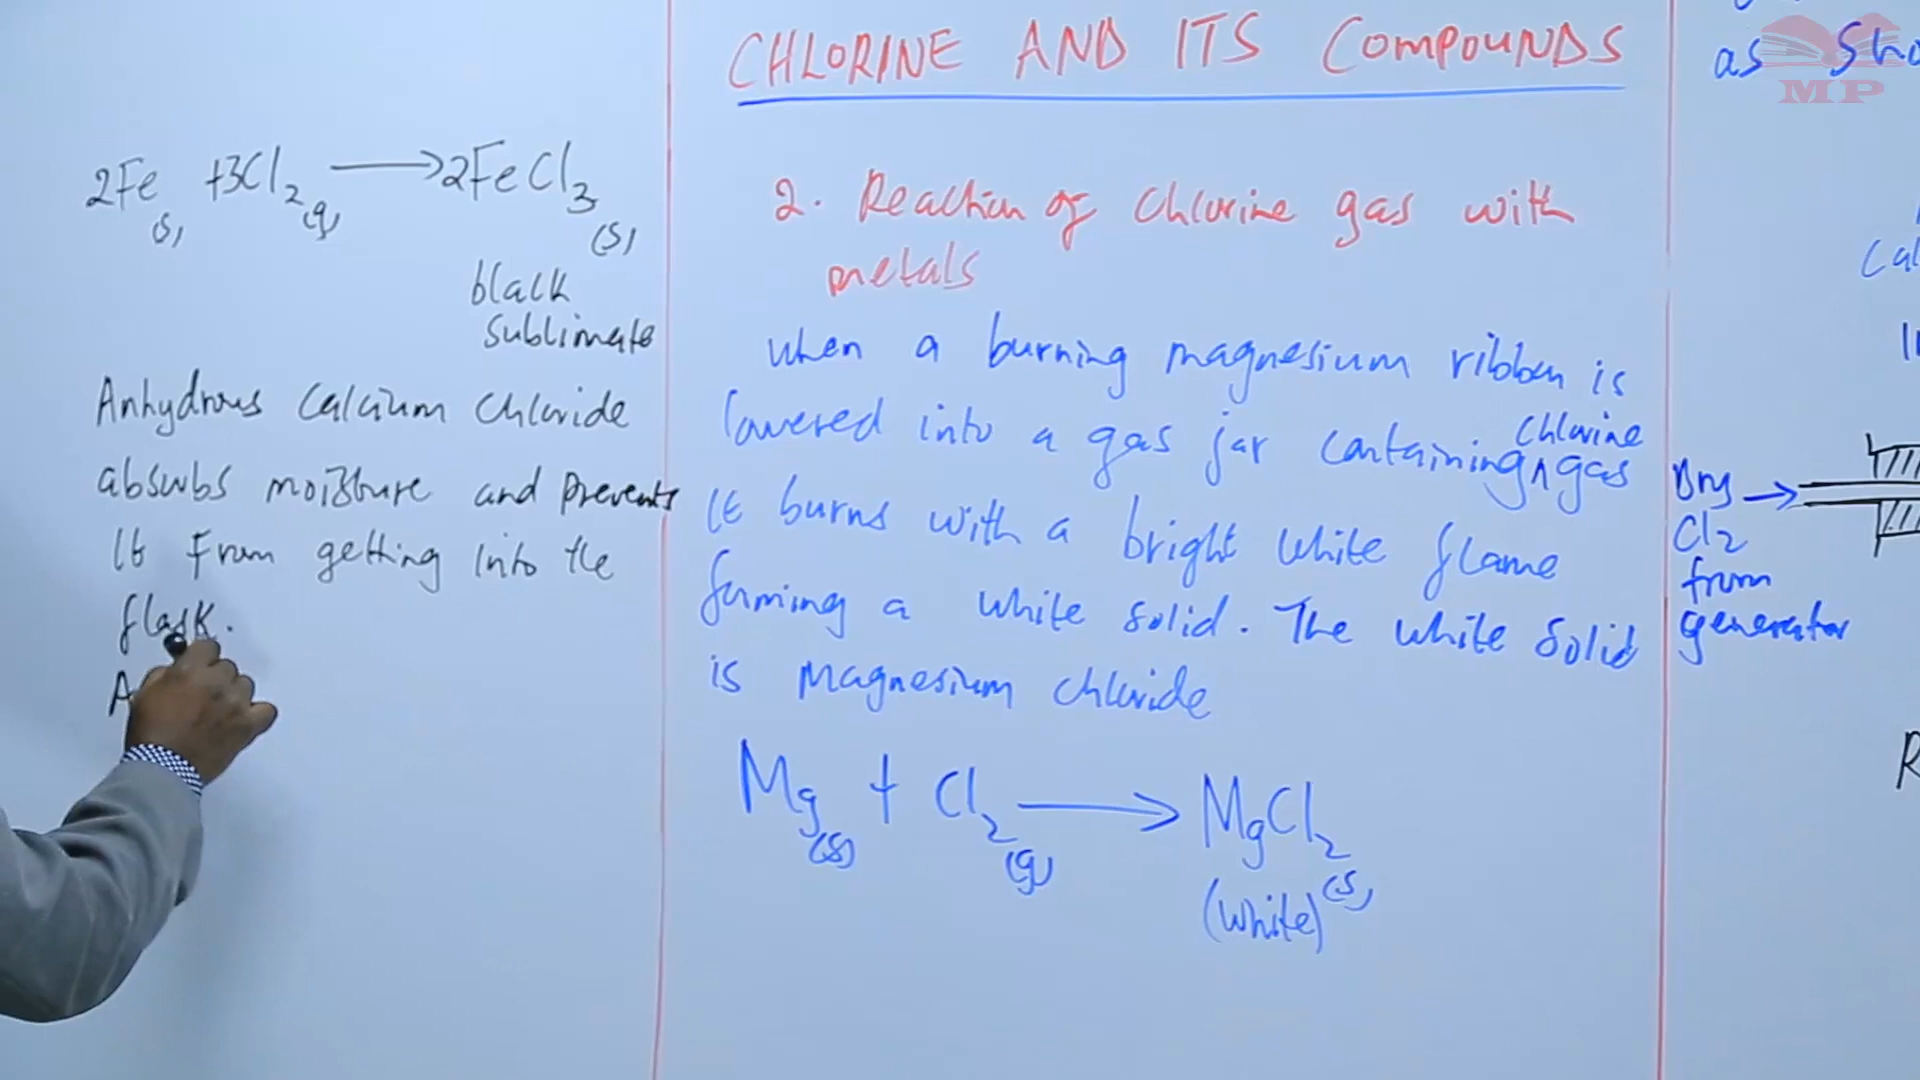 CHLORINE AND ITS COMPOUNDS
2Fe(s) + 3Cl2(g) → 2FeCl3(s)
black
sublimate
Anhydrous Calcium Chloride
absorbs moisture and prevents
it from getting into the
flask.
2. Reaction of Chlorine gas with
metals
When a burning magnesium ribbon is
lowered into a gas jar containing chlorine gas
It burns with a bright white flame
forming a white solid. The white solid
is Magnesium chloride
Mg(s) + Cl2(g) → MgCl2(s)
(white)
as
MP
Dry
Cl2
from
generator